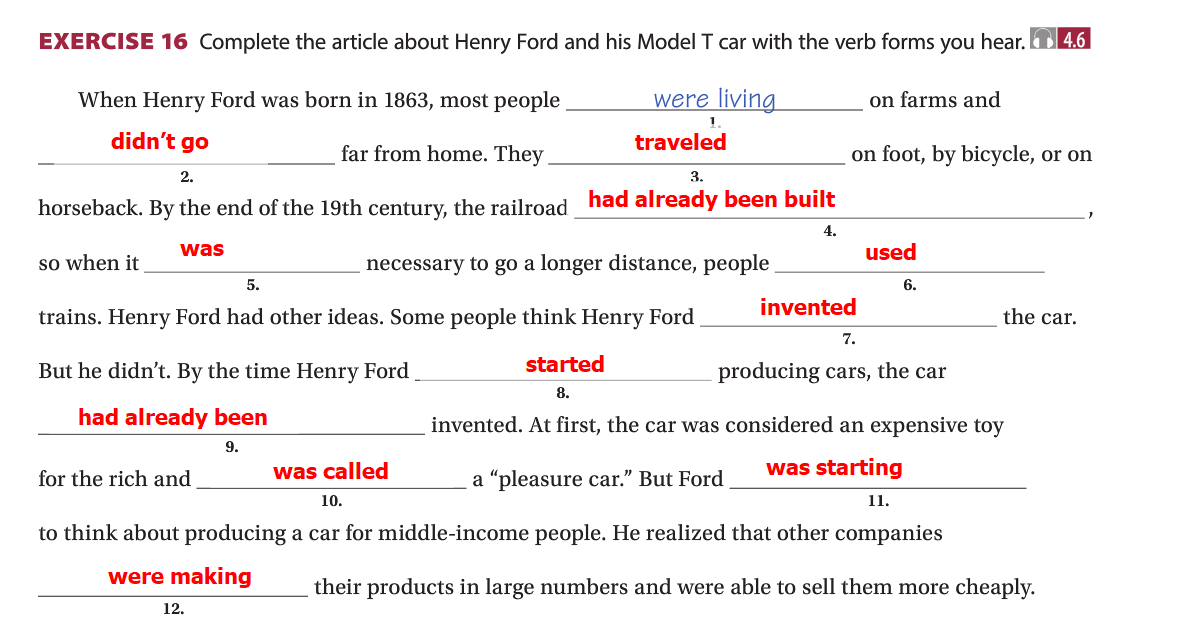 EXERCISE 16 Complete the article about Henry Ford and his Model T car with the verb forms you hear. 4.6
When Henry Ford was born in 1863, most people were living on farms and
1.
didn’t go far from home. They traveled on foot, by bicycle, or on
2. 3.
horseback. By the end of the 19th century, the railroad had already been built ,
4.
so when it was necessary to go a longer distance, people used
5. 6.
trains. Henry Ford had other ideas. Some people think Henry Ford invented the car.
7.
But he didn’t. By the time Henry Ford started producing cars, the car
8.
had already been invented. At first, the car was considered an expensive toy
9.
for the rich and was called a “pleasure car.” But Ford was starting
10. 11.
to think about producing a car for middle-income people. He realized that other companies
were making their products in large numbers and were able to sell them more cheaply.
12.